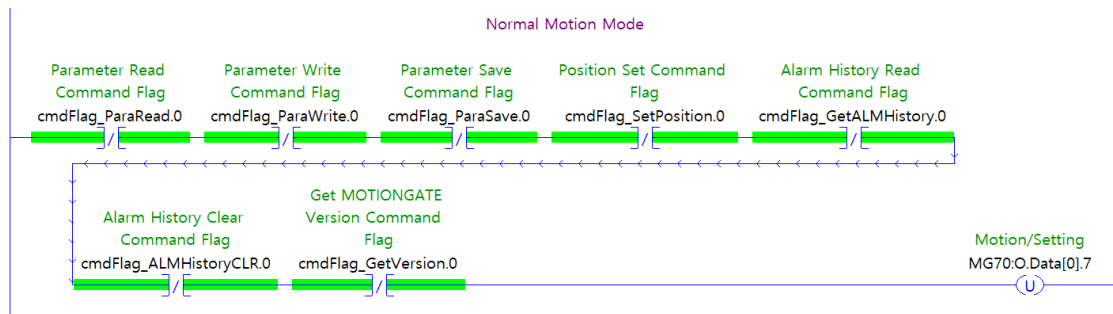 Normal Motion Mode
Parameter Read
Command Flag
cmdFlag_ParaRead.0
Parameter Write
Command Flag
cmdFlag_ParaWrite.0
Parameter Save
Command Flag
cmdFlag_ParaSave.0
Position Set Command
Flag
cmdFlag_SetPosition.0
Alarm History Read
Command Flag
cmdFlag_GetALMHistory.0
Alarm History Clear
Command Flag
cmdFlag_ALMHistoryCLR.0
Get MOTIONGATE
Version Command
Flag
cmdFlag_GetVersion.0
Motion/Setting
MG70:O.Data[0].7
U